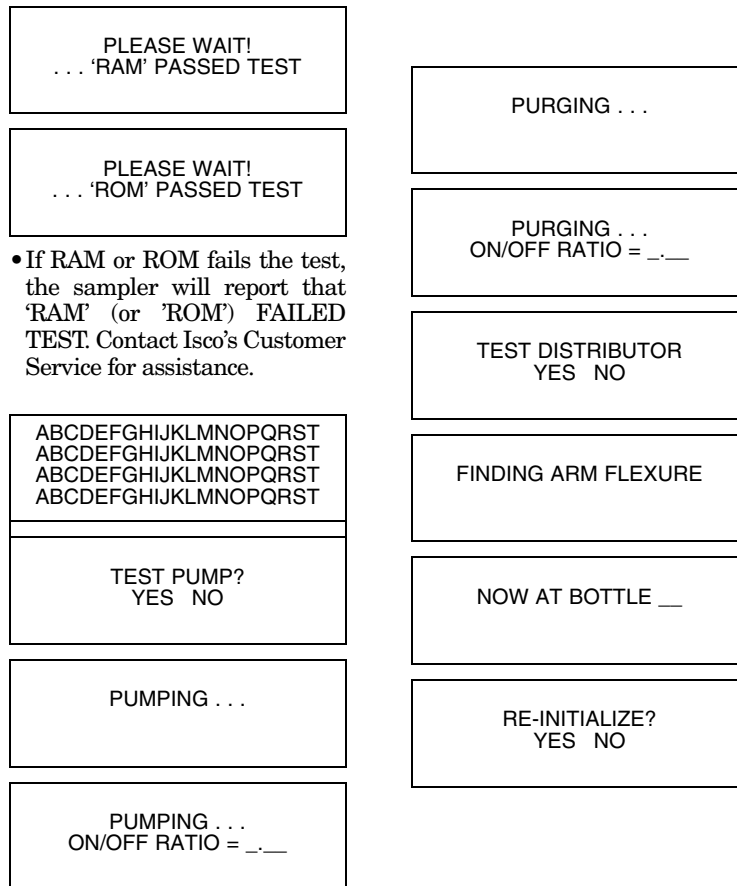 PLEASE WAIT!
. . . ‘RAM’ PASSED TEST
PLEASE WAIT!
. . . ‘ROM’ PASSED TEST
• If RAM or ROM fails the test,
the sampler will report that
‘RAM’ (or ’ROM’) FAILED
TEST. Contact Isco’s Customer
Service for assistance.
ABCDEFGHIJKLMNOPQRST
ABCDEFGHIJKLMNOPQRST
ABCDEFGHIJKLMNOPQRST
ABCDEFGHIJKLMNOPQRST
TEST PUMP?
YES NO
PUMPING . . .
PUMPING . . .
ON/OFF RATIO = _.__
PURGING . . .
PURGING . . .
ON/OFF RATIO = _.__
TEST DISTRIBUTOR
YES NO
FINDING ARM FLEXURE
NOW AT BOTTLE __
RE-INITIALIZE?
YES NO